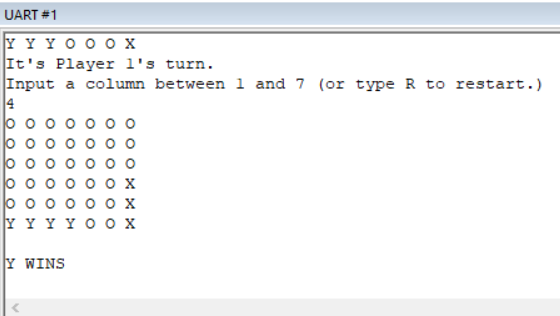 UART #1
Y Y Y O O O X
It's Player 1's turn.
Input a column between 1 and 7 (or type R to restart.)
4
O O O O O O O
O O O O O O O
O O O O O O O
O O O O O O X
O O O O O O X
Y Y Y Y O O X
Y WINS